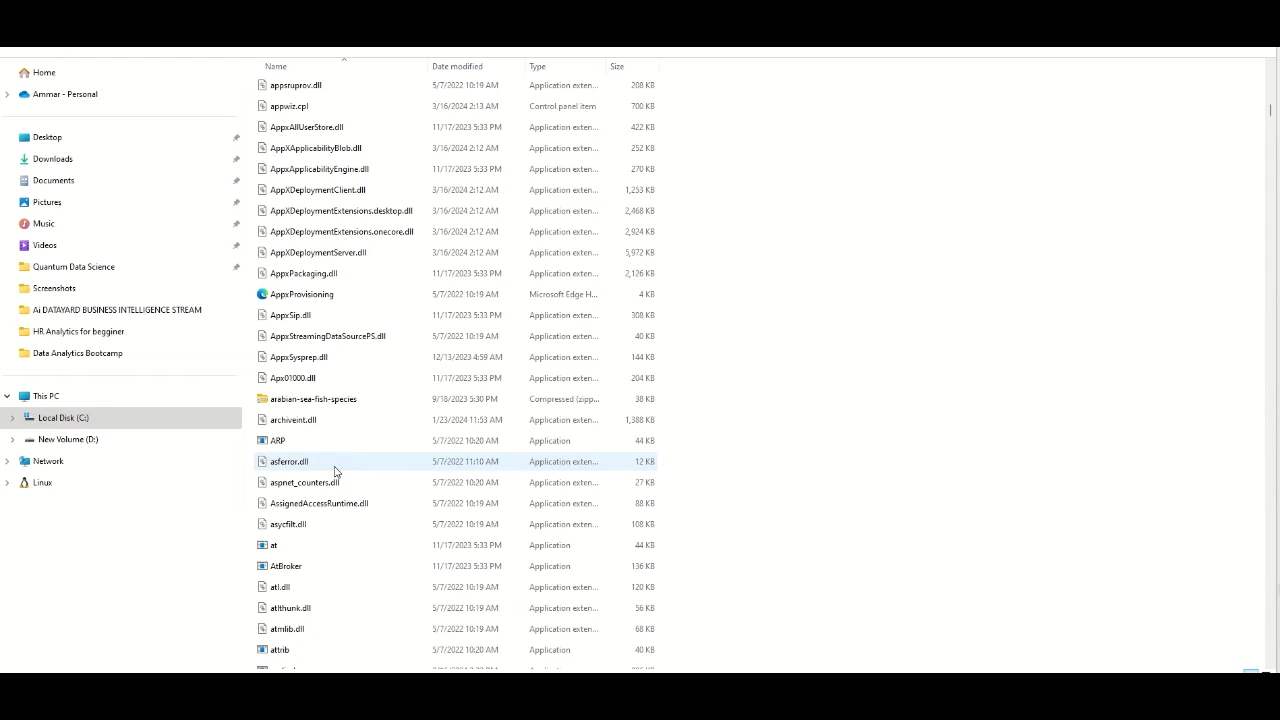 Home
Ammar - Personal
Desktop
Downloads
Documents
Pictures
Music
Videos
Quantum Data Science
Screenshots
Ai DATAYARD BUSINESS INTELLIGENCE STREAM
HR Analytics for begginer
Data Analytics Bootcamp
This PC
Local Disk (C:)
New Volume (D:)
Network
Linux
Name Date modified Type Size
appsruprov.dll 5/7/2022 10:19 AM Application exten... 208 KB
appwiz.cpl 3/16/2024 2:13 AM Control panel item 700 KB
AppxAllUserStore.dll 11/17/2023 5:33 PM Application exten... 422 KB
AppXApplicabilityBlob.dll 3/16/2024 2:12 AM Application exten... 252 KB
AppxApplicabilityEngine.dll 11/17/2023 5:33 PM Application exten... 270 KB
AppXDeploymentClient.dll 3/16/2024 2:12 AM Application exten... 1,253 KB
AppXDeploymentExtensions.desktop.dll 3/16/2024 2:12 AM Application exten... 2,468 KB
AppXDeploymentExtensions.onecore.dll 3/16/2024 2:12 AM Application exten... 2,924 KB
AppXDeploymentServer.dll 3/16/2024 2:12 AM Application exten... 5,972 KB
AppxPackaging.dll 11/17/2023 5:33 PM Application exten... 2,126 KB
AppxProvisioning 5/7/2022 10:19 AM Microsoft Edge H... 4 KB
AppxSip.dll 11/17/2023 5:33 PM Application exten... 308 KB
AppxStreamingDataSourcePS.dll 5/7/2022 10:19 AM Application exten... 40 KB
AppxSysprep.dll 12/13/2023 4:59 AM Application exten... 144 KB
Apx01000.dll 11/17/2023 5:33 PM Application exten... 204 KB
arabian-sea-fish-species 9/18/2023 5:30 PM Compressed (zipp... 38 KB
archiveint.dll 1/23/2024 11:53 AM Application exten... 1,388 KB
ARP 5/7/2022 10:20 AM Application 44 KB
asferror.dll 5/7/2022 11:10 AM Application exten... 12 KB
aspnet_counters.dll 5/7/2022 10:20 AM Application exten... 27 KB
AssignedAccessRuntime.dll 5/7/2022 10:19 AM Application exten... 88 KB
asycfilt.dll 5/7/2022 10:19 AM Application exten... 108 KB
at 11/17/2023 5:33 PM Application 44 KB
AtBroker 11/17/2023 5:33 PM Application 136 KB
atl.dll 5/7/2022 10:19 AM Application exten... 120 KB
atlthunk.dll 5/7/2022 10:19 AM Application exten... 56 KB
atmlib.dll 5/7/2022 10:19 AM Application exten... 68 KB
attrib 5/7/2022 10:20 AM Application 40 KB